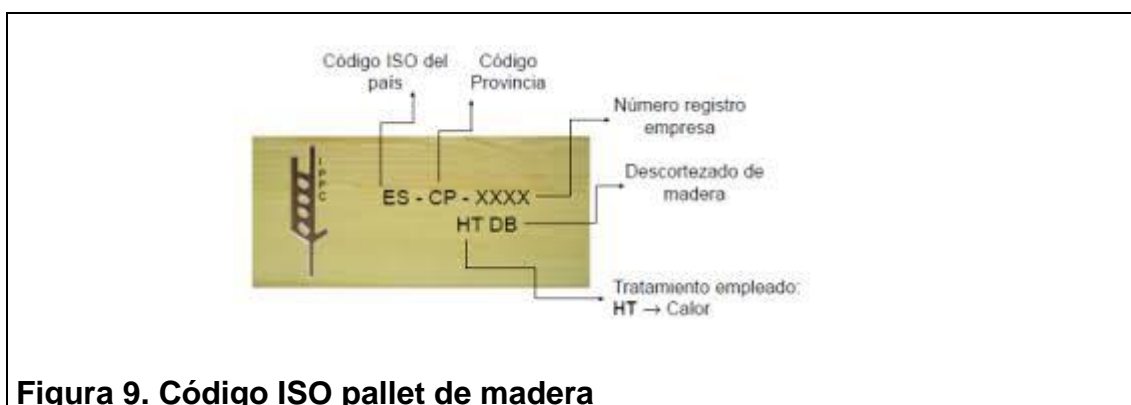 Código ISO del
país
Código
Provincia
Número registro
empresa
IPPC
ES - CP - XXXX
Descortezado de
madera
HT DB
Tratamiento empleado:
HT → Calor
Figura 9. Código ISO pallet de madera